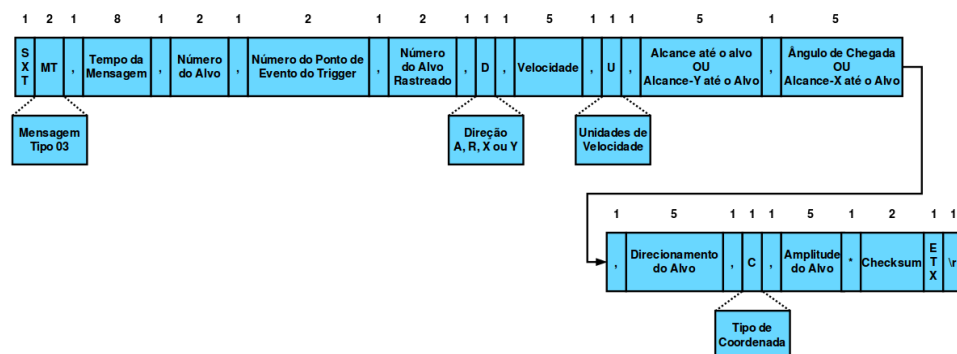 1 2 1 8 1 2 1 2 1 2 1 1 1 5 1 1 1 5 1 5
S
X
T
MT
,
Tempo da
Mensagem
,
Número
do Alvo
,
Número do Ponto de
Evento do Trigger
,
Número
do Alvo
Rastreado
,
D
,
Velocidade
,
U
,
Alcance até o alvo
OU
Alcance-Y até o Alvo
,
Ângulo de Chegada
OU
Alcance-X até o Alvo
Mensagem
Tipo 03
Direção
A, R, X ou Y
Unidades de
Velocidade
1 5 1 1 1 5 1 2 1 1
,
Direcionamento
do Alvo
,
C
,
Amplitude
do Alvo
*
Checksum
E
T
X
\r
Tipo de
Coordenada